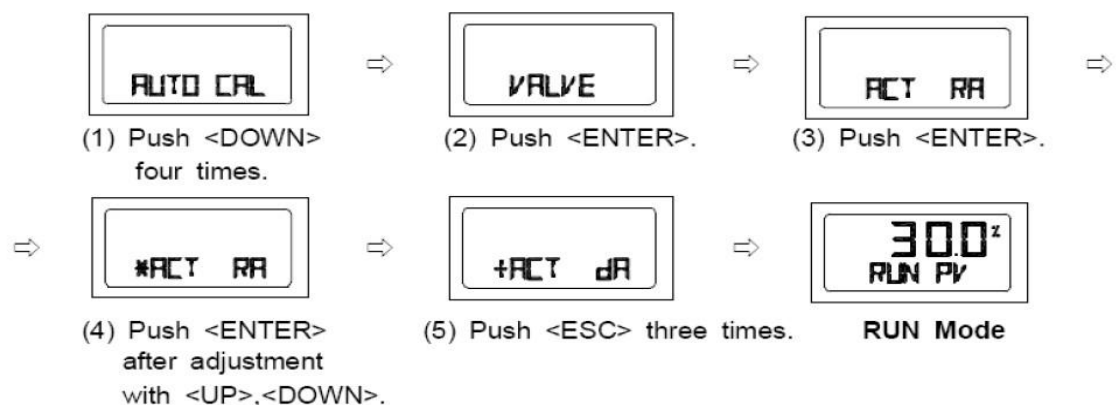 AUTO CAL
VALVE
ACT RA
(1) Push <DOWN>
four times.
(2) Push <ENTER>.
(3) Push <ENTER>.
*ACT RA
+ACT dA
30.0%
RUN PV
(4) Push <ENTER>
after adjustment
with <UP>,<DOWN>.
(5) Push <ESC> three times.
RUN Mode